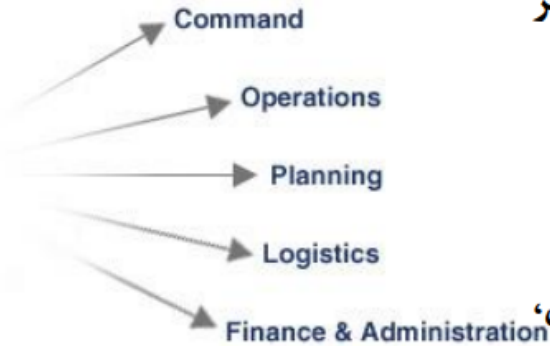 Command
Operations
Planning
Logistics
Finance & Administration